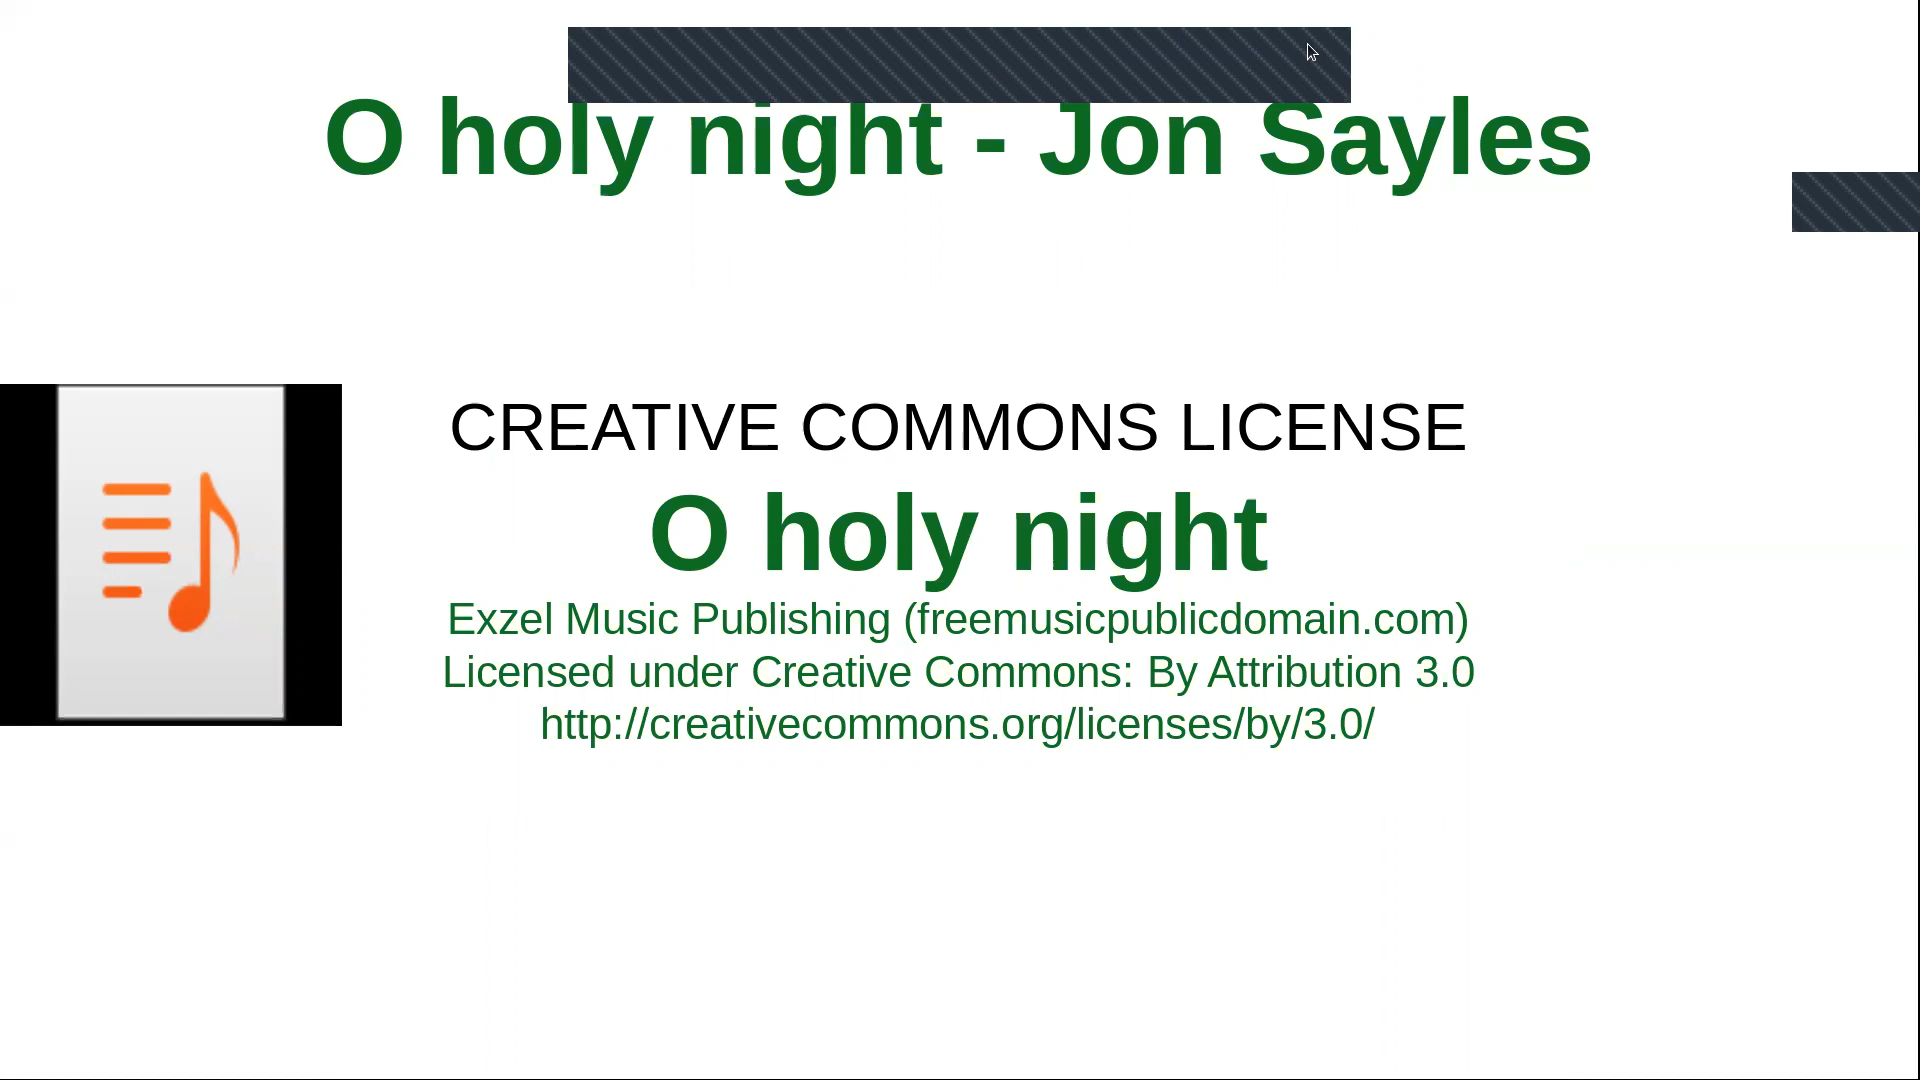 O holy night - Jon Sayles
CREATIVE COMMONS LICENSE
O holy night
Exzel Music Publishing (freemusicpublicdomain.com)
Licensed under Creative Commons: By Attribution 3.0
http://creativecommons.org/licenses/by/3.0/